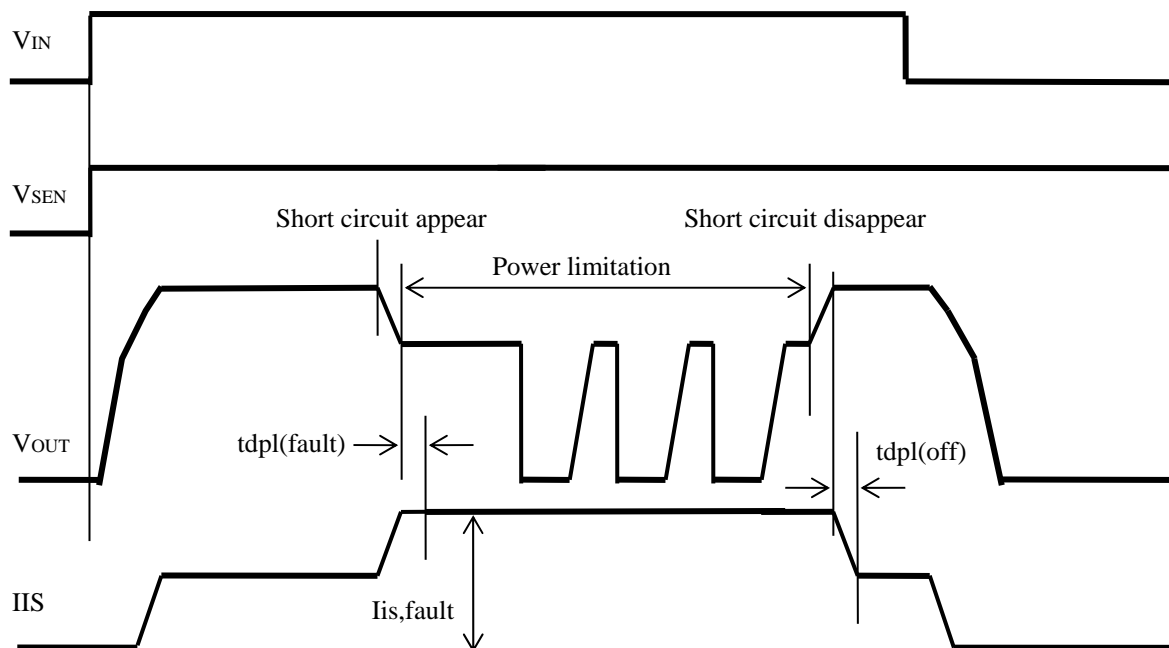 VIN
VSEN
Short circuit appear
Short circuit disappear
Power limitation
VOUT
tdpl(fault)
tdpl(off)
IIS
Iis,fault